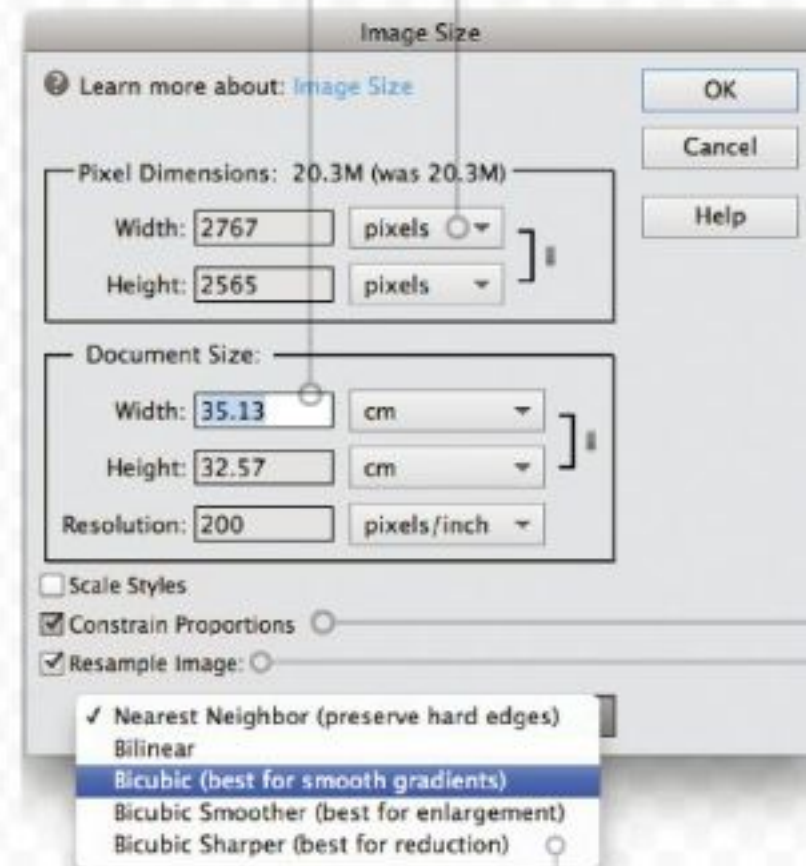 Image Size
Learn more about: Image Size
OK
Cancel
Help
Pixel Dimensions: 20.3M (was 20.3M)
Width: 2767 pixels
Height: 2565 pixels
Document Size:
Width: 35.13 cm
Height: 32.57 cm
Resolution: 200 pixels/inch
Scale Styles
Constrain Proportions
Resample Image:
✓ Nearest Neighbor (preserve hard edges)
Bilinear
Bicubic (best for smooth gradients)
Bicubic Smoother (best for enlargement)
Bicubic Sharper (best for reduction)